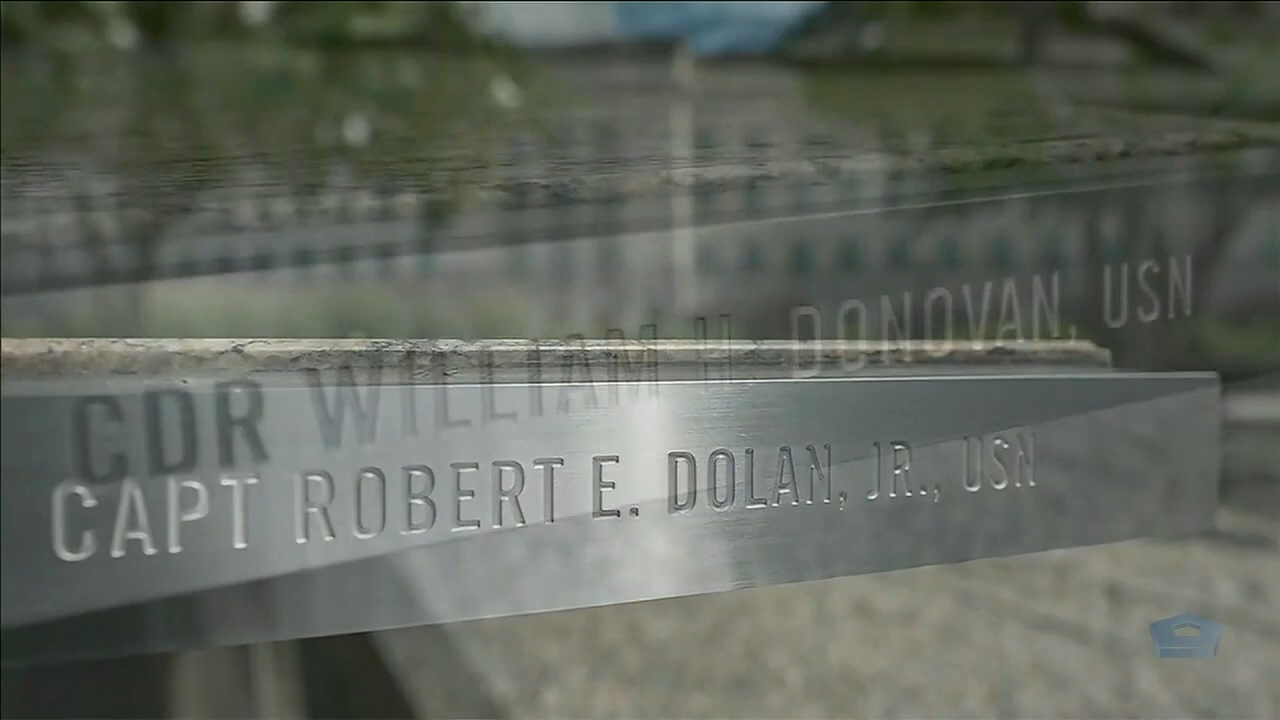 CDR WILLIAM H. DONOVAN, USN
CAPT ROBERT E. DOLAN, JR., USN